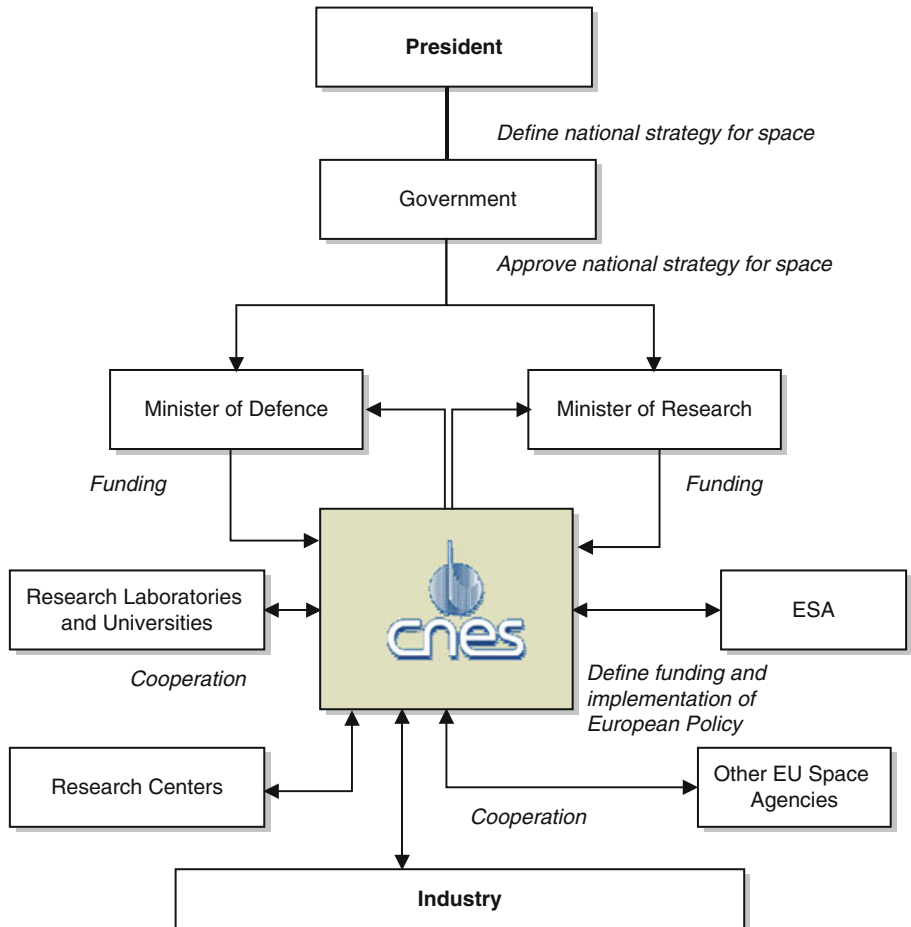 President
Define national strategy for space
Government
Approve national strategy for space
Minister of Defence
Minister of Research
Funding
Funding
Research Laboratories
and Universities
cnes
ESA
Cooperation
Define funding and
implementation of
European Policy
Research Centers
Other EU Space
Agencies
Cooperation
Industry